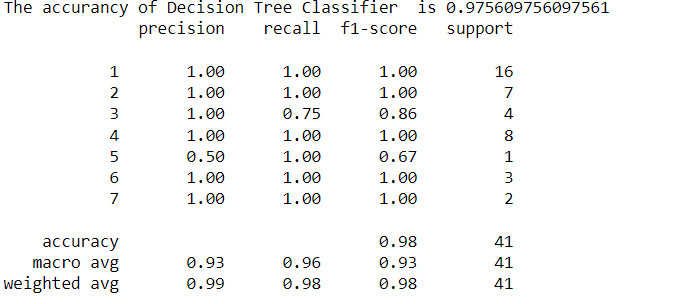 The accurancy of Decision Tree Classifier  is 0.975609756097561
precision recall f1-score support
1 1.00 1.00 1.00 16
2 1.00 1.00 1.00 7
3 1.00 0.75 0.86 4
4 1.00 1.00 1.00 8
5 0.50 1.00 0.67 1
6 1.00 1.00 1.00 3
7 1.00 1.00 1.00 2
accuracy 0.98 41
macro avg 0.93 0.96 0.93 41
weighted avg 0.99 0.98 0.98 41